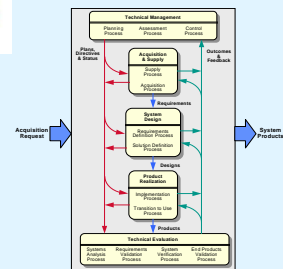 Technical Management
Planning Assessment Control
Process Process Process
Plans,
Directives
& Status
Outcomes
&
Feedback
Acquisition
& Supply
Supply
Process
Acquisition
Process
Requirements
System
Design
Requirements
Definition Process
Solution Definition
Process
Acquisition
Request
System
Products
Designs
Product
Realization
Implementation
Process
Transition to Use
Process
Products
Technical Evaluation
Systems Requirements System End Products
Analysis Validation Verification Validation
Process Process Process Process